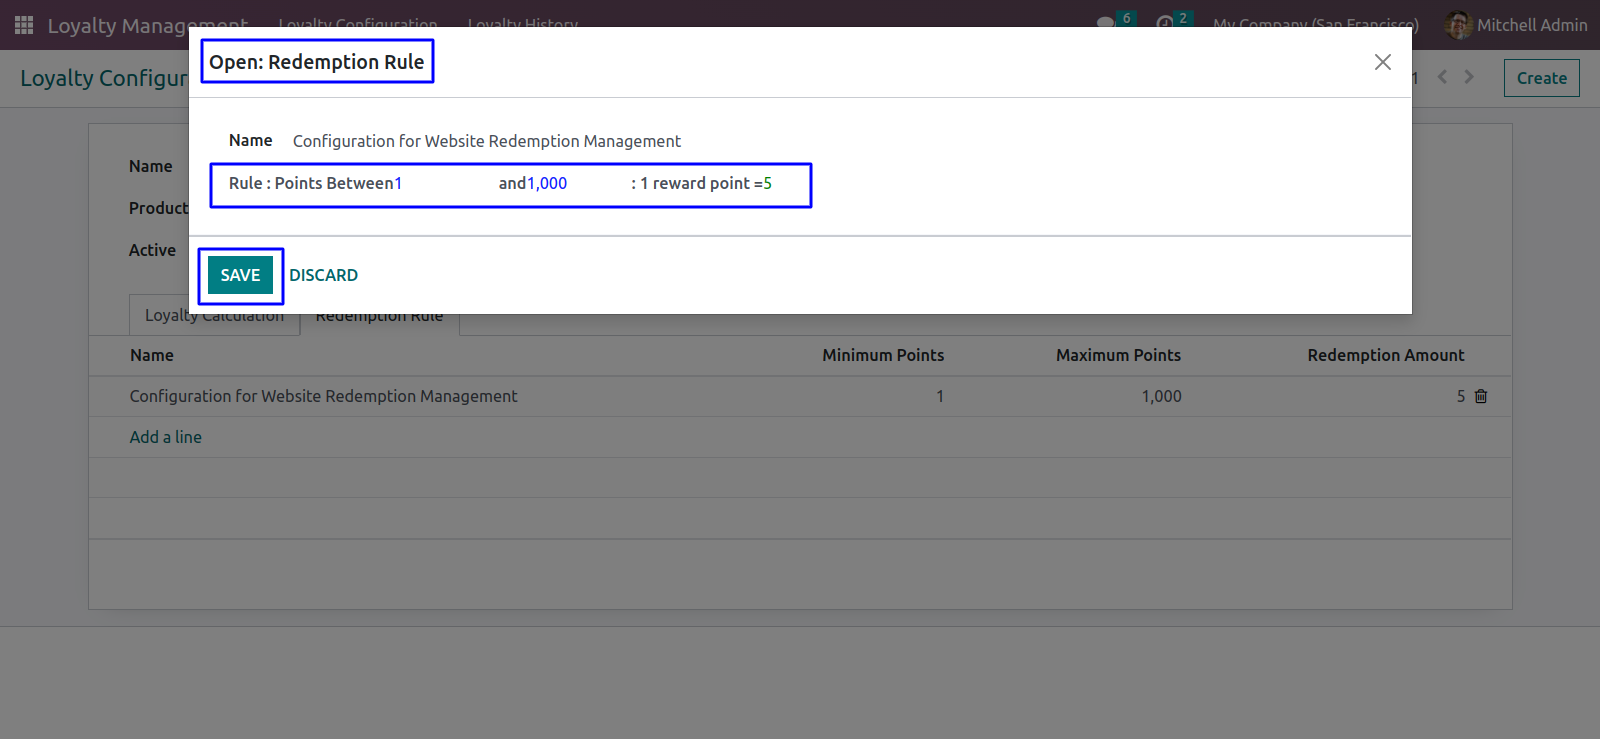 Loyalty Management Loyalty Configuration Loyalty History 6 2 My Company (San Francisco) Mitchell Admin
Open: Redemption Rule
Loyalty Configur 1 Create
Name Configuration for Website Redemption Management
Name
Rule : Points Between1 and1,000 : 1 reward point =5
Product
Active
SAVE DISCARD
Loyalty Calculation Redemption Rule
Name Minimum Points Maximum Points Redemption Amount
Configuration for Website Redemption Management 1 1,000 5
Add a line